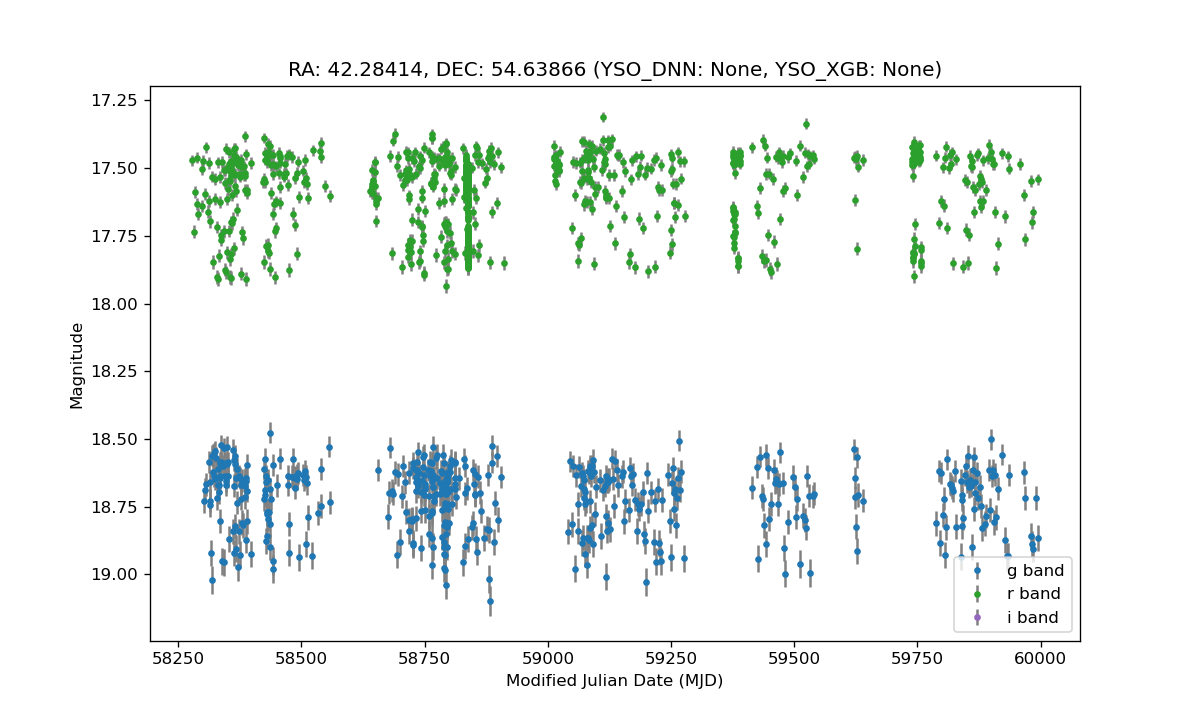 RA: 42.28414, DEC: 54.63866 (YSO_DNN: None, YSO_XGB: None)
17.25
17.50
17.75
18.00
18.25
18.50
18.75
19.00
Magnitude
g band
r band
i band
58250 58500 58750 59000 59250 59500 59750 60000
Modified Julian Date (MJD)